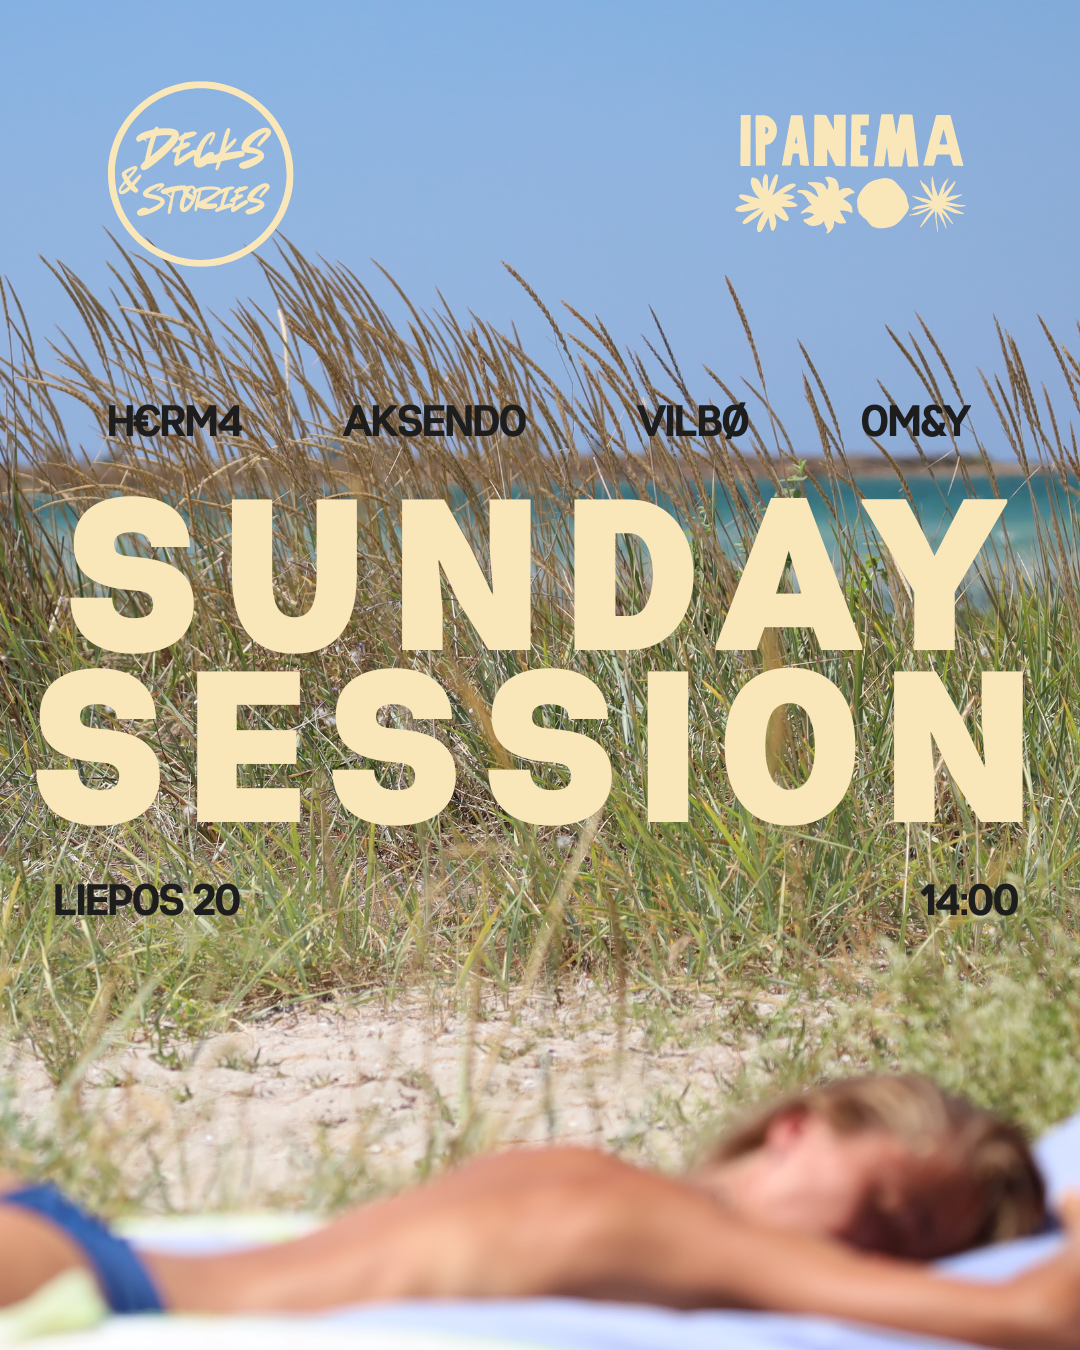 DECKS
& STORIES
IPANEMA
H€RM4 AKSENDO VILBØ OM&Y
SUNDAY
SESSION
LIEPOS 20 14:00